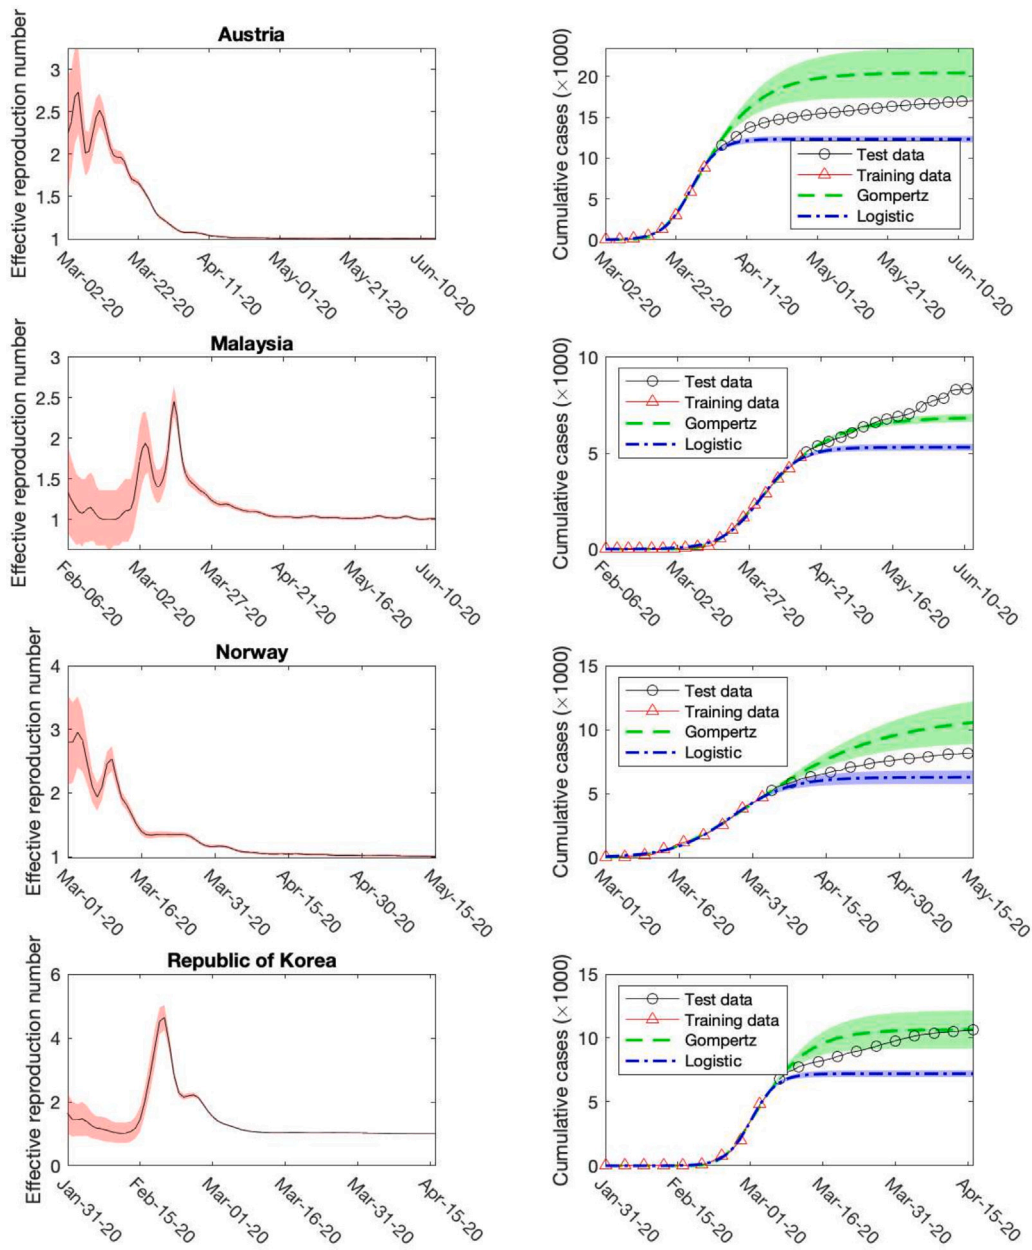 Austria
Effective reproduction number
3
2.5
2
1.5
1
Mar-02-20
Mar-22-20
Apr-11-20
May-01-20
May-21-20
Jun-10-20
Cumulative cases (×1000)
20
15
10
5
0
Test data
Training data
Gompertz
Logistic
Mar-02-20
Mar-22-20
Apr-11-20
May-01-20
May-21-20
Jun-10-20
Malaysia
Effective reproduction number
3
2.5
2
1.5
1
Feb-06-20
Mar-02-20
Mar-27-20
Apr-21-20
May-16-20
Jun-10-20
Cumulative cases (×1000)
10
5
0
Test data
Training data
Gompertz
Logistic
Feb-06-20
Mar-02-20
Mar-27-20
Apr-21-20
May-16-20
Jun-10-20
Norway
Effective reproduction number
4
3
2
1
Mar-01-20
Mar-16-20
Mar-31-20
Apr-15-20
Apr-30-20
May-15-20
Cumulative cases (×1000)
15
10
5
0
Test data
Training data
Gompertz
Logistic
Mar-01-20
Mar-16-20
Mar-31-20
Apr-15-20
Apr-30-20
May-15-20
Republic of Korea
Effective reproduction number
6
4
2
0
Jan-31-20
Feb-15-20
Mar-01-20
Mar-16-20
Mar-31-20
Apr-15-20
Cumulative cases (×1000)
15
10
5
0
Test data
Training data
Gompertz
Logistic
Jan-31-20
Feb-15-20
Mar-01-20
Mar-16-20
Mar-31-20
Apr-15-20